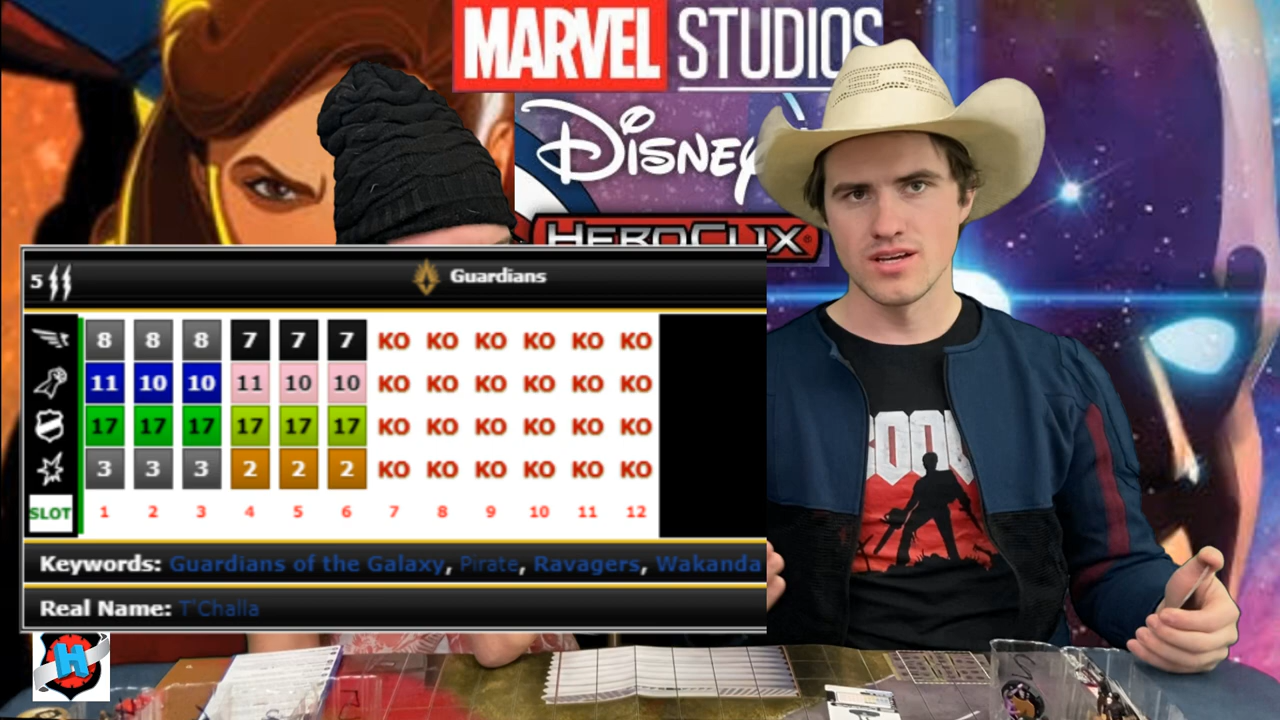 MARVEL STUDIOS
DISNEY
HEROCLIX
5 Guardians
8 8 8 7 7 7 KO KO KO KO KO KO
11 10 10 11 10 10 KO KO KO KO KO KO
17 17 17 17 17 17 KO KO KO KO KO KO
3 3 3 2 2 2 KO KO KO KO KO KO
SLOT 1 2 3 4 5 6 7 8 9 10 11 12
Keywords: Guardians of the Galaxy, Pirate, Ravagers, Wakanda
Real Name: T'Challa
H